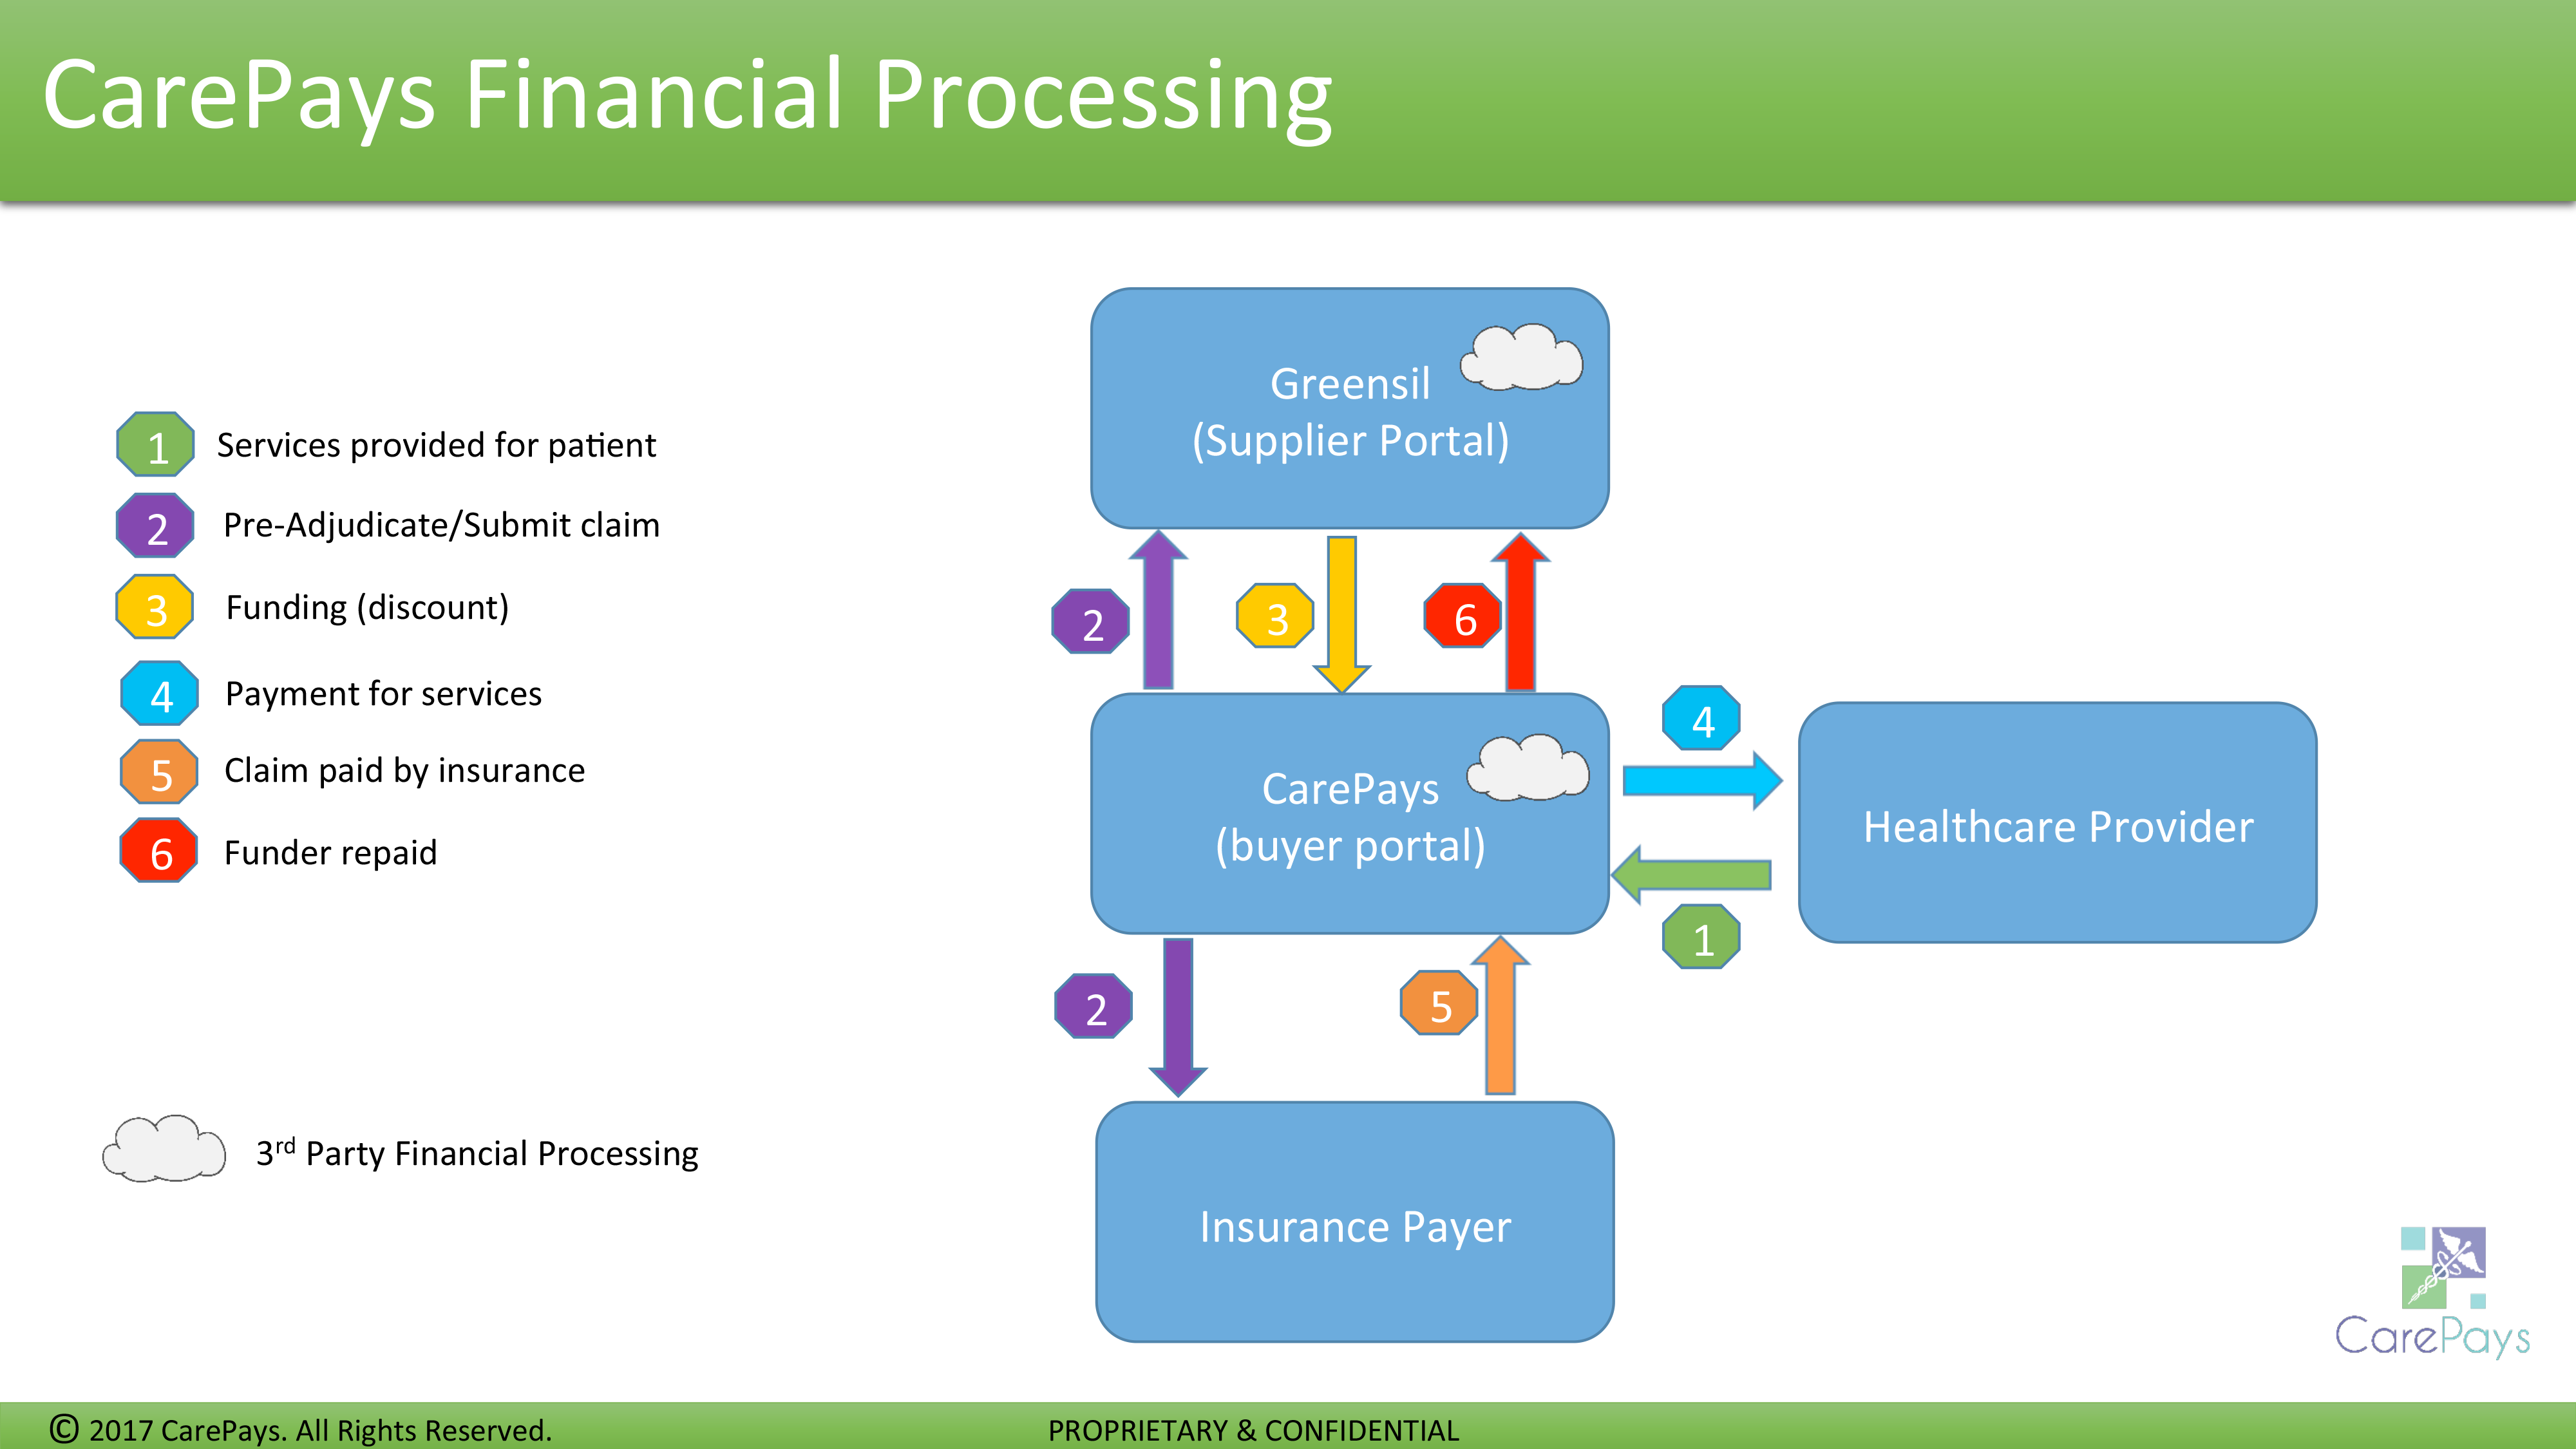 CarePays Financial Processing
1 Services provided for patient
2 Pre-Adjudicate/Submit claim
3 Funding (discount)
4 Payment for services
5 Claim paid by insurance
6 Funder repaid
3rd Party Financial Processing
Greensil
(Supplier Portal)
2
3
6
CarePays
(buyer portal)
4
1
Healthcare Provider
2
5
Insurance Payer
CarePays
© 2017 CarePays. All Rights Reserved.
PROPRIETARY & CONFIDENTIAL